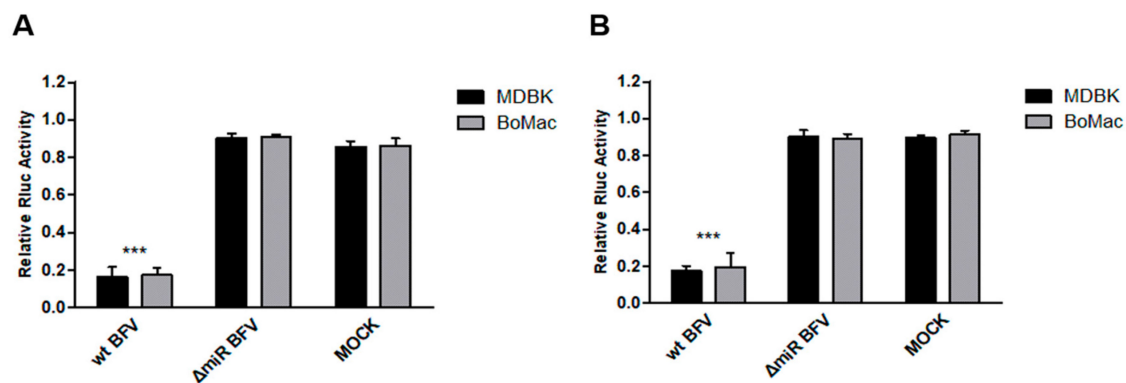 A
Relative Rluc Activity
1.2
1.0
0.8
0.6
0.4
0.2
0.0
***
wt BFV
ΔmiR BFV
MOCK
MDBK
BoMac
B
Relative Rluc Activity
1.2
1.0
0.8
0.6
0.4
0.2
0.0
***
wt BFV
ΔmiR BFV
MOCK
MDBK
BoMac